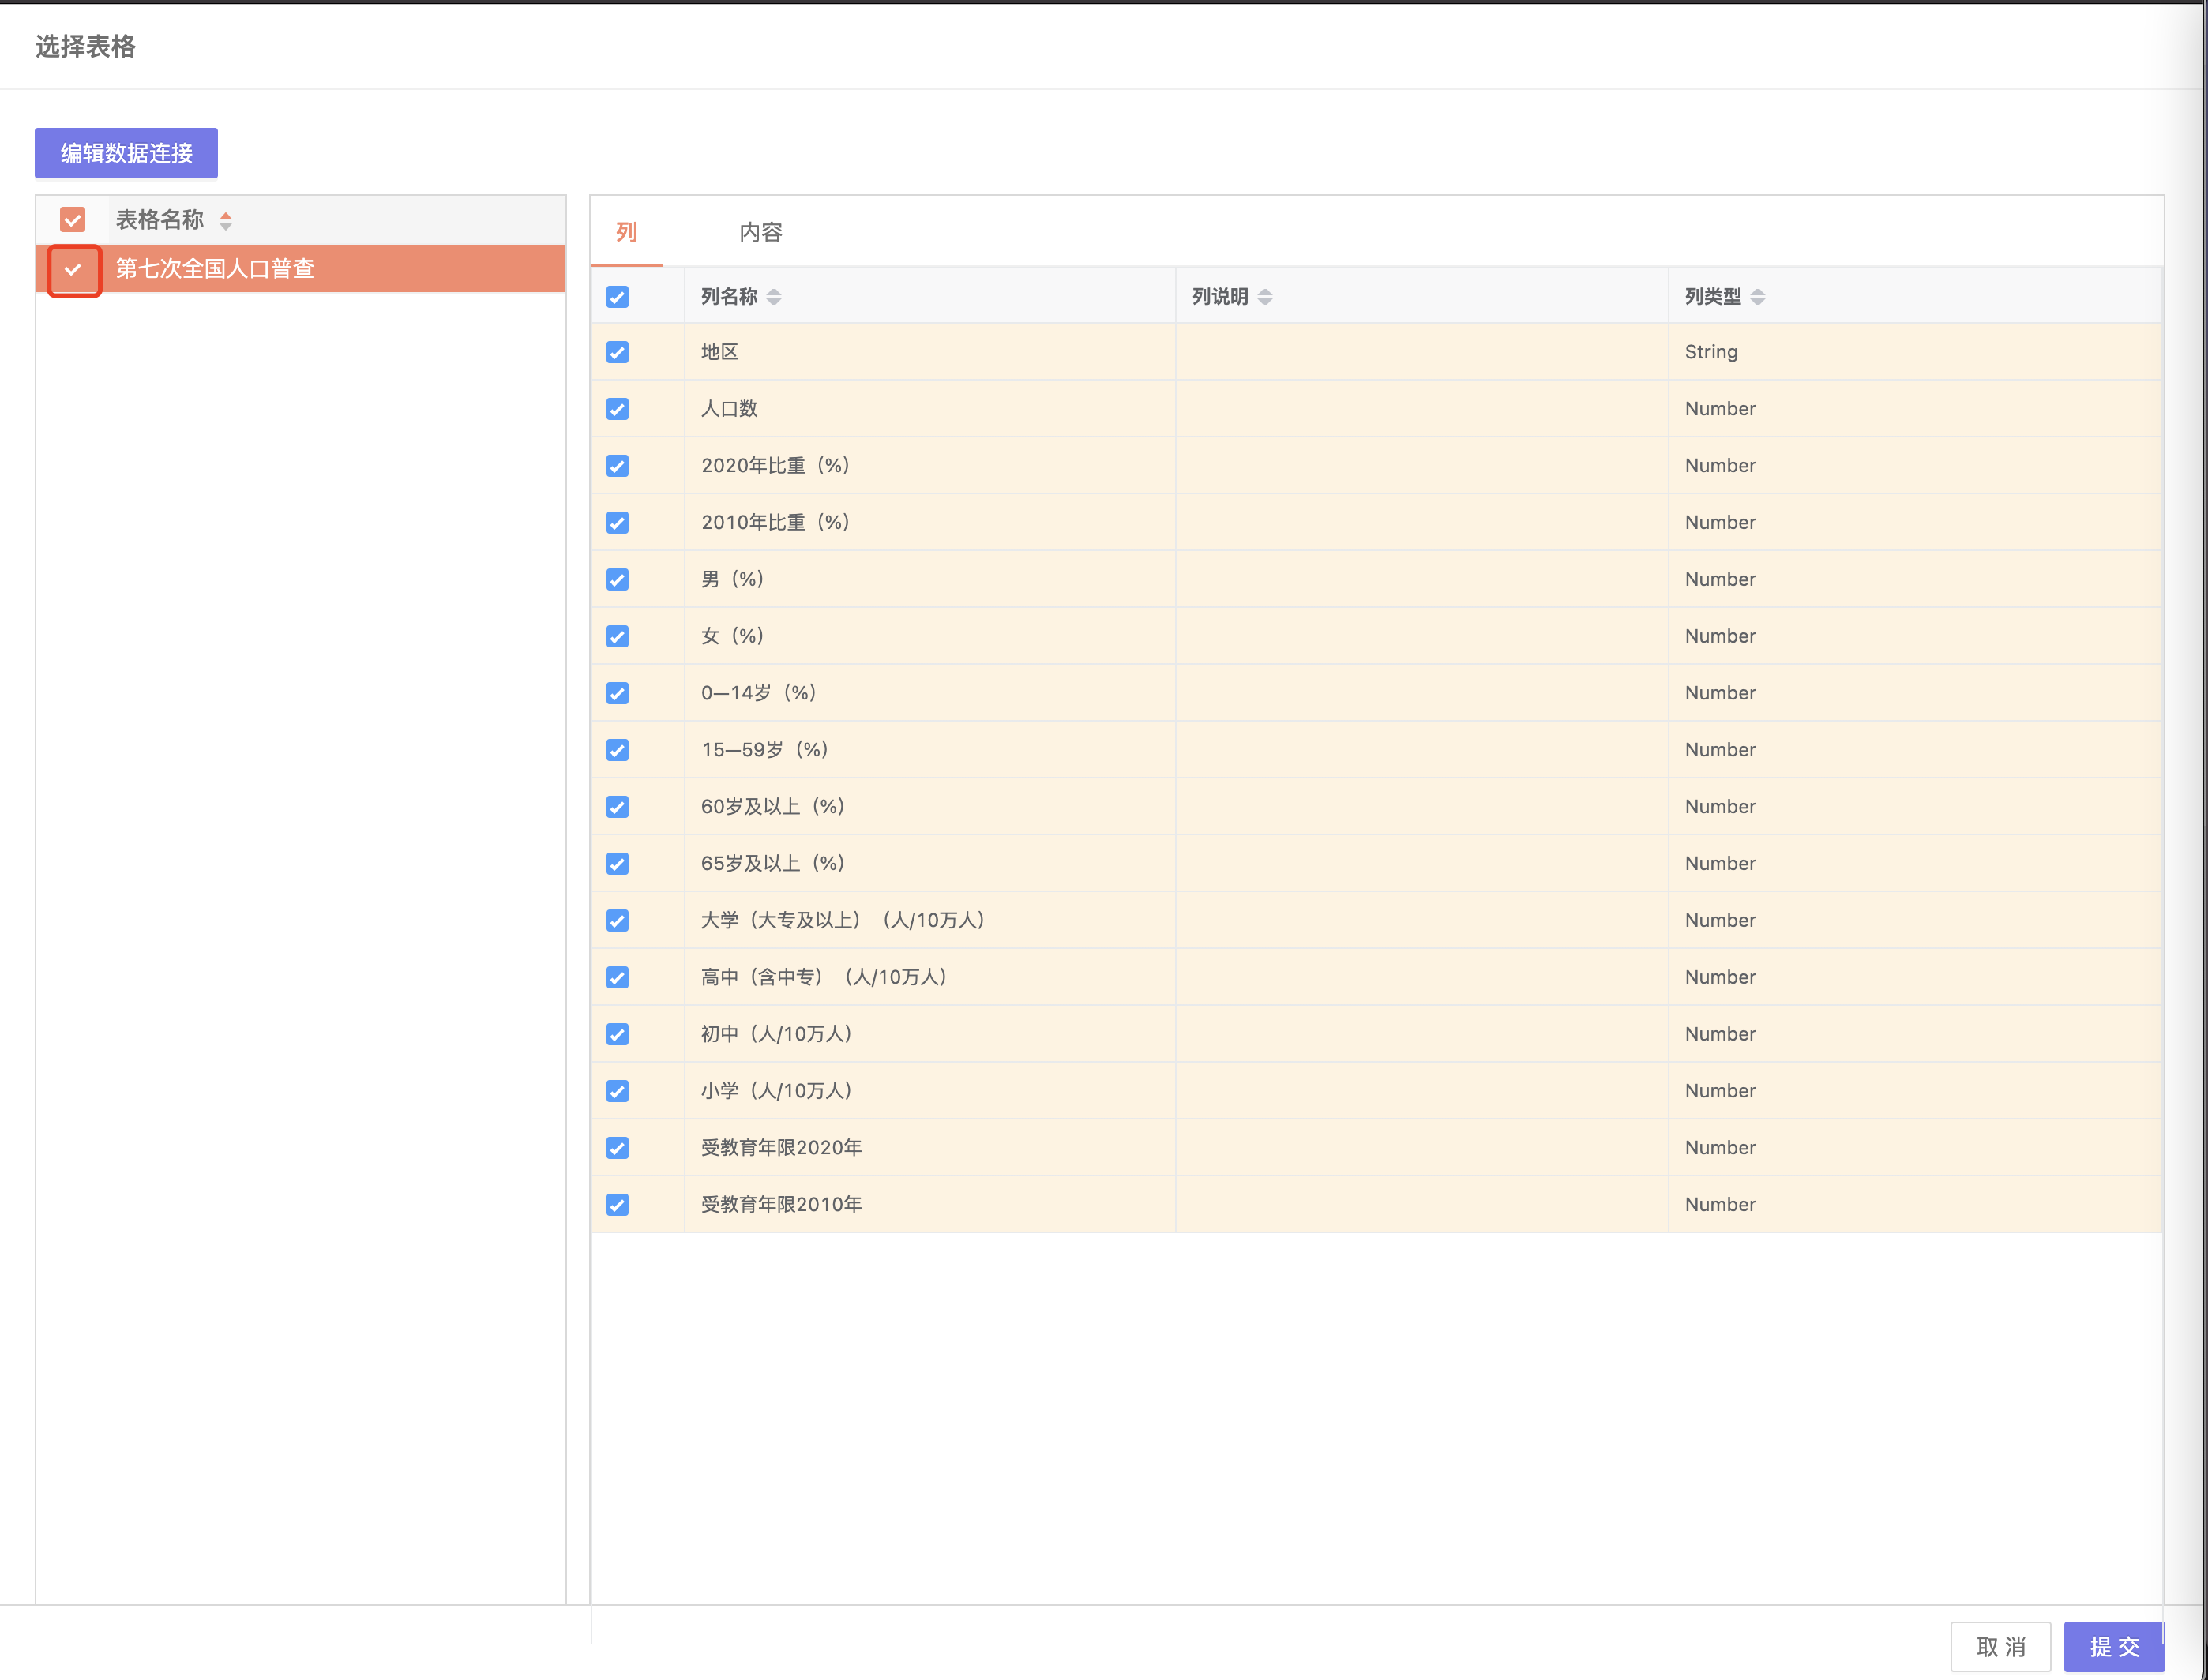 选择表格
编辑数据连接
表格名称
第七次全国人口普查
列 内容
列名称 列说明 列类型
地区 String
人口数 Number
2020年比重（%） Number
2010年比重（%） Number
男（%） Number
女（%） Number
0—14岁（%） Number
15—59岁（%） Number
60岁及以上（%） Number
65岁及以上（%） Number
大学（大专及以上）（人/10万人） Number
高中（含中专）（人/10万人） Number
初中（人/10万人） Number
小学（人/10万人） Number
受教育年限2020年 Number
受教育年限2010年 Number
取 消 提 交